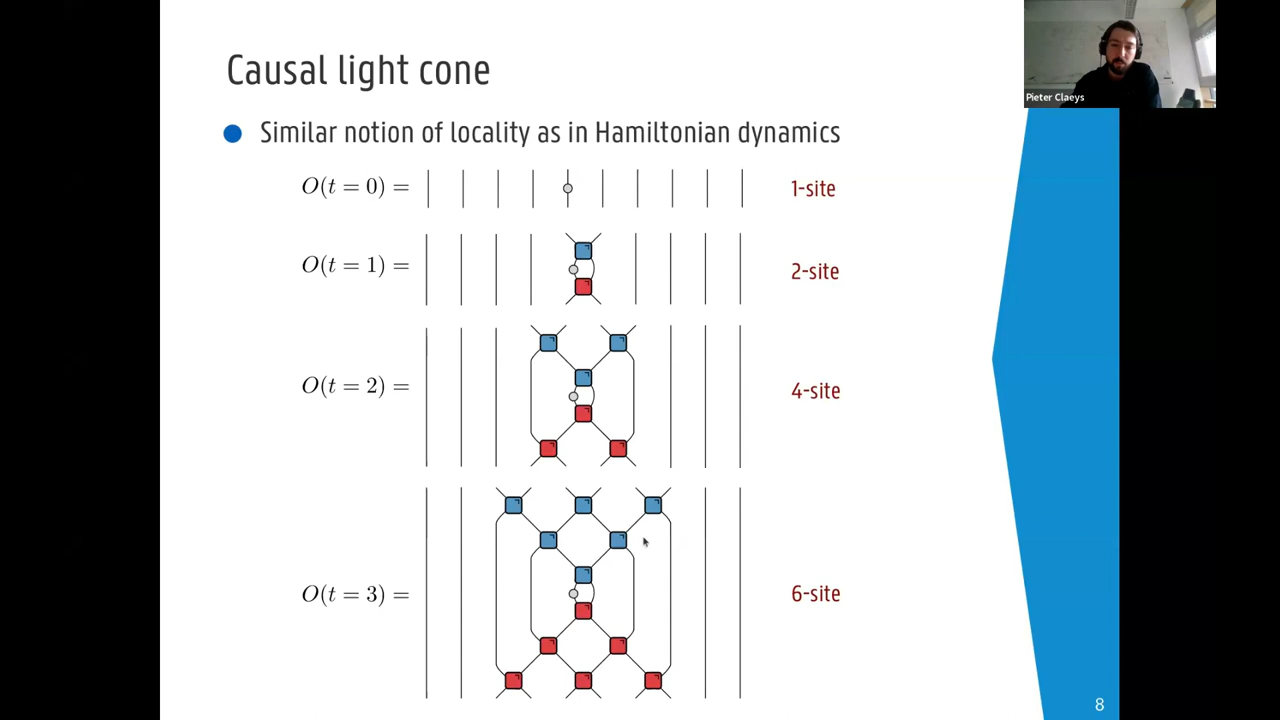 Causal light cone
Pieter Claeys
Similar notion of locality as in Hamiltonian dynamics
O(t = 0) =
1-site
O(t = 1) =
2-site
O(t = 2) =
4-site
O(t = 3) =
6-site
8